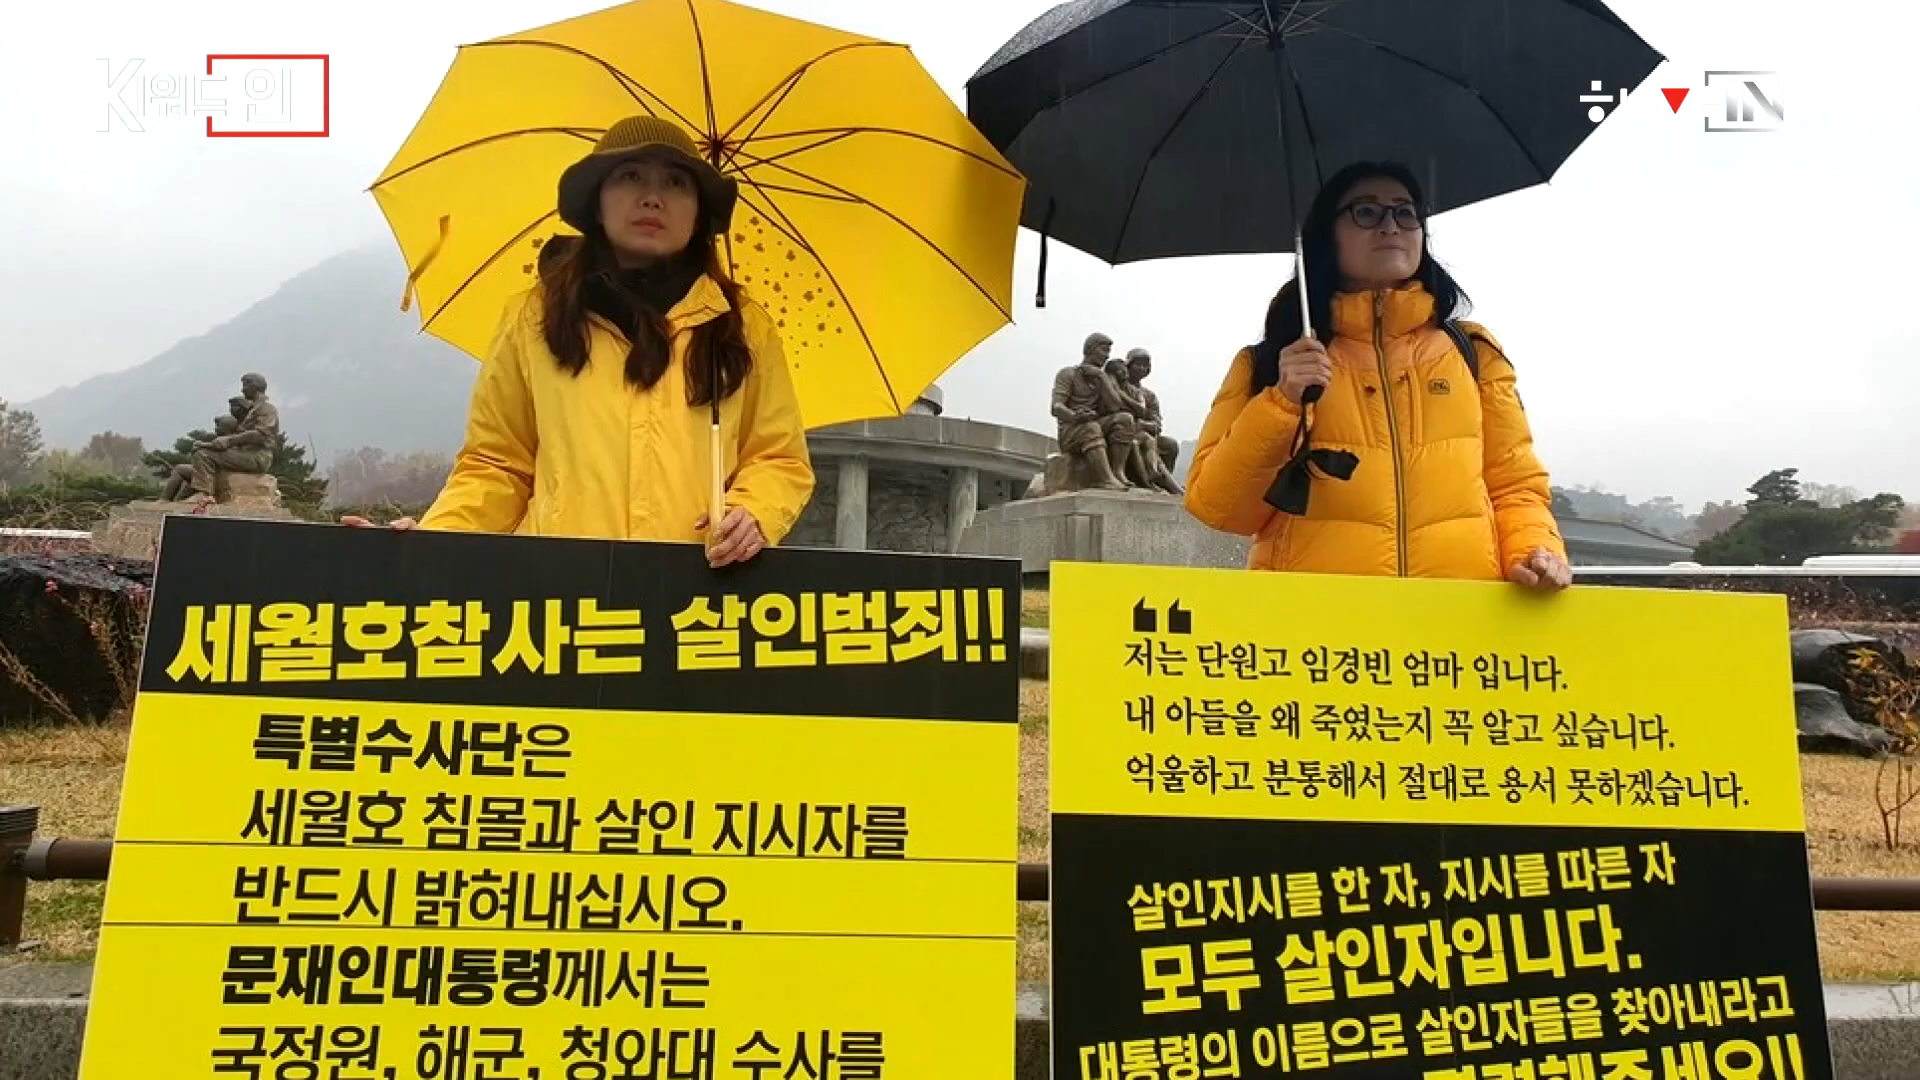 K키워드 인
세월호참사는 살인범죄!!
특별수사단은
세월호 침몰과 살인 지시자를
반드시 밝혀내십시오.
문재인대통령께서는
국정원, 해군, 청와대 수사를
저는 단원고 임경빈 엄마 입니다.
내 아들을 왜 죽였는지 꼭 알고 싶습니다.
억울하고 분통해서 절대로 용서 못하겠습니다.
살인지시를 한 자, 지시를 따른 자
모두 살인자입니다.
대통령의 이름으로 살인자들을 찾아내라고